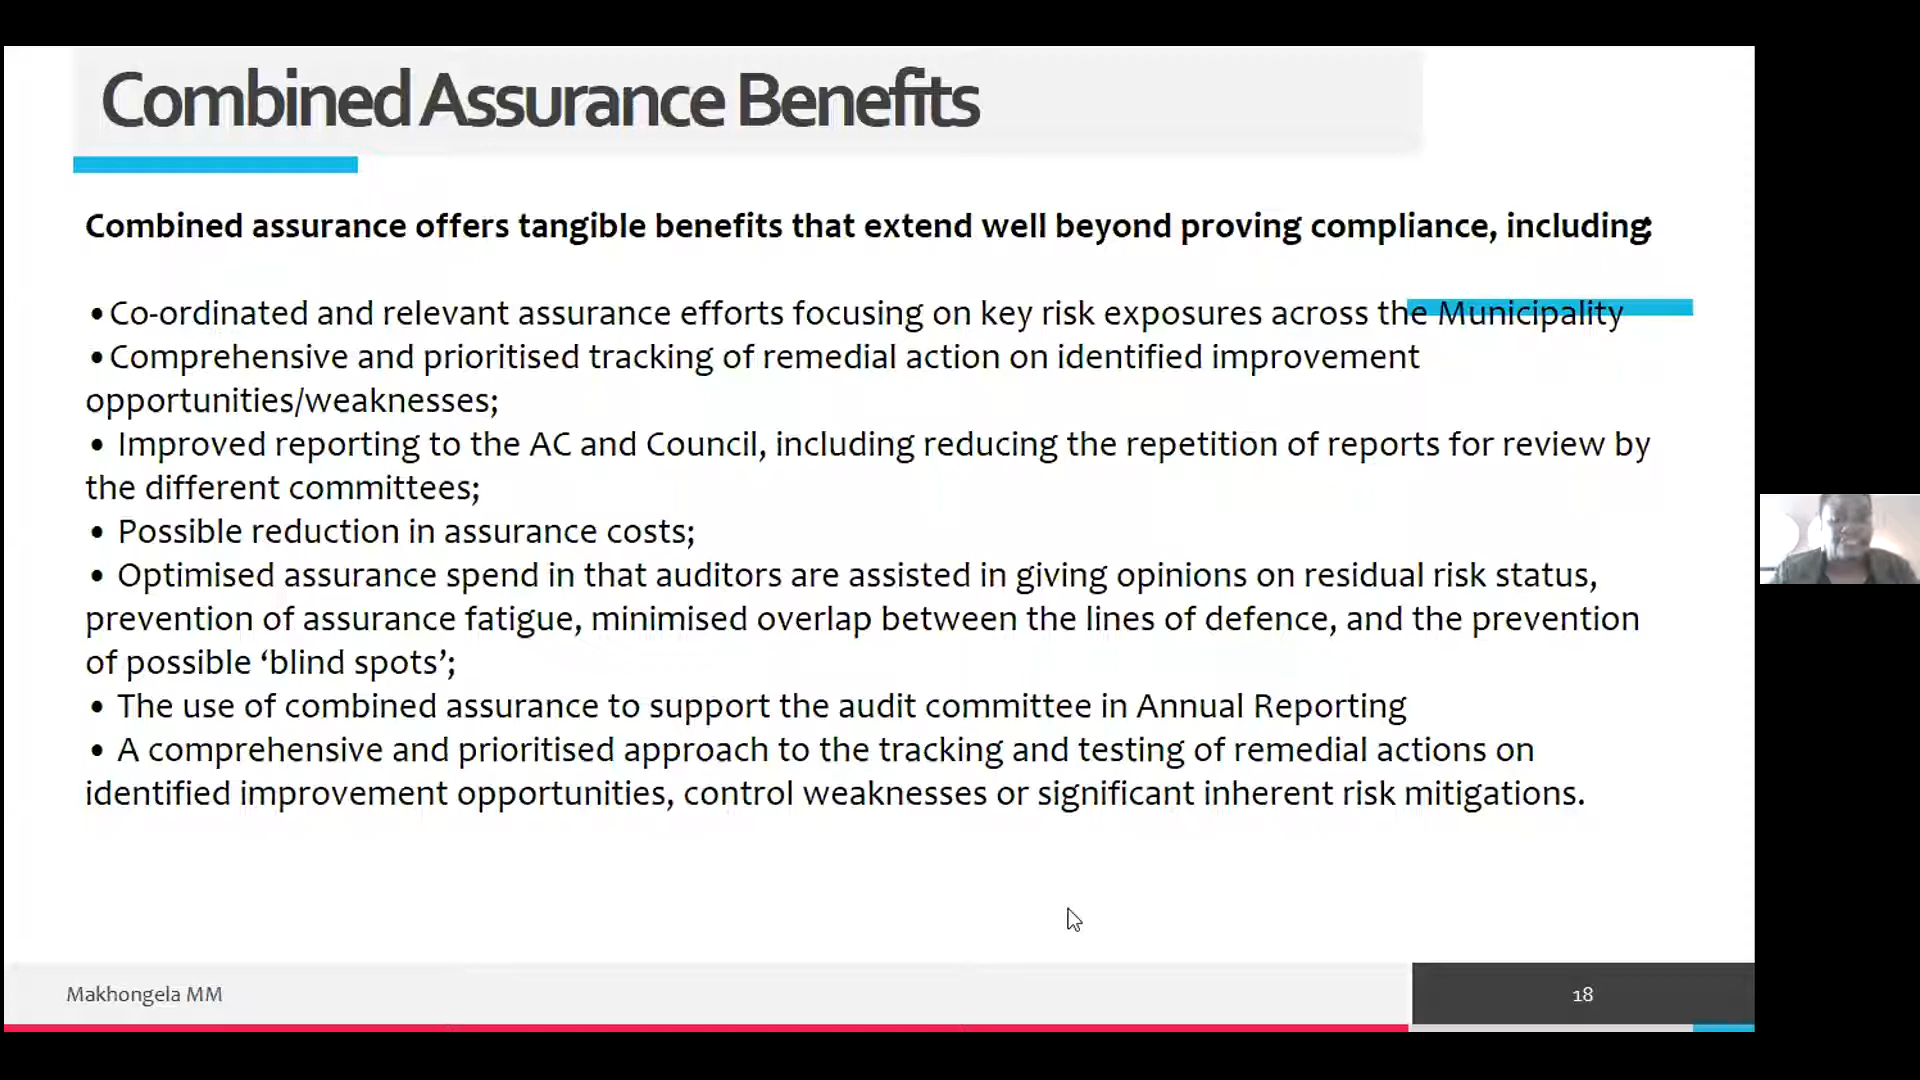 Combined Assurance Benefits
Combined assurance offers tangible benefits that extend well beyond proving compliance, including:
•Co-ordinated and relevant assurance efforts focusing on key risk exposures across the Municipality
•Comprehensive and prioritised tracking of remedial action on identified improvement
opportunities/weaknesses;
• Improved reporting to the AC and Council, including reducing the repetition of reports for review by
the different committees;
• Possible reduction in assurance costs;
• Optimised assurance spend in that auditors are assisted in giving opinions on residual risk status,
prevention of assurance fatigue, minimised overlap between the lines of defence, and the prevention
of possible ‘blind spots’;
• The use of combined assurance to support the audit committee in Annual Reporting
• A comprehensive and prioritised approach to the tracking and testing of remedial actions on
identified improvement opportunities, control weaknesses or significant inherent risk mitigations.
Makhongela MM
18